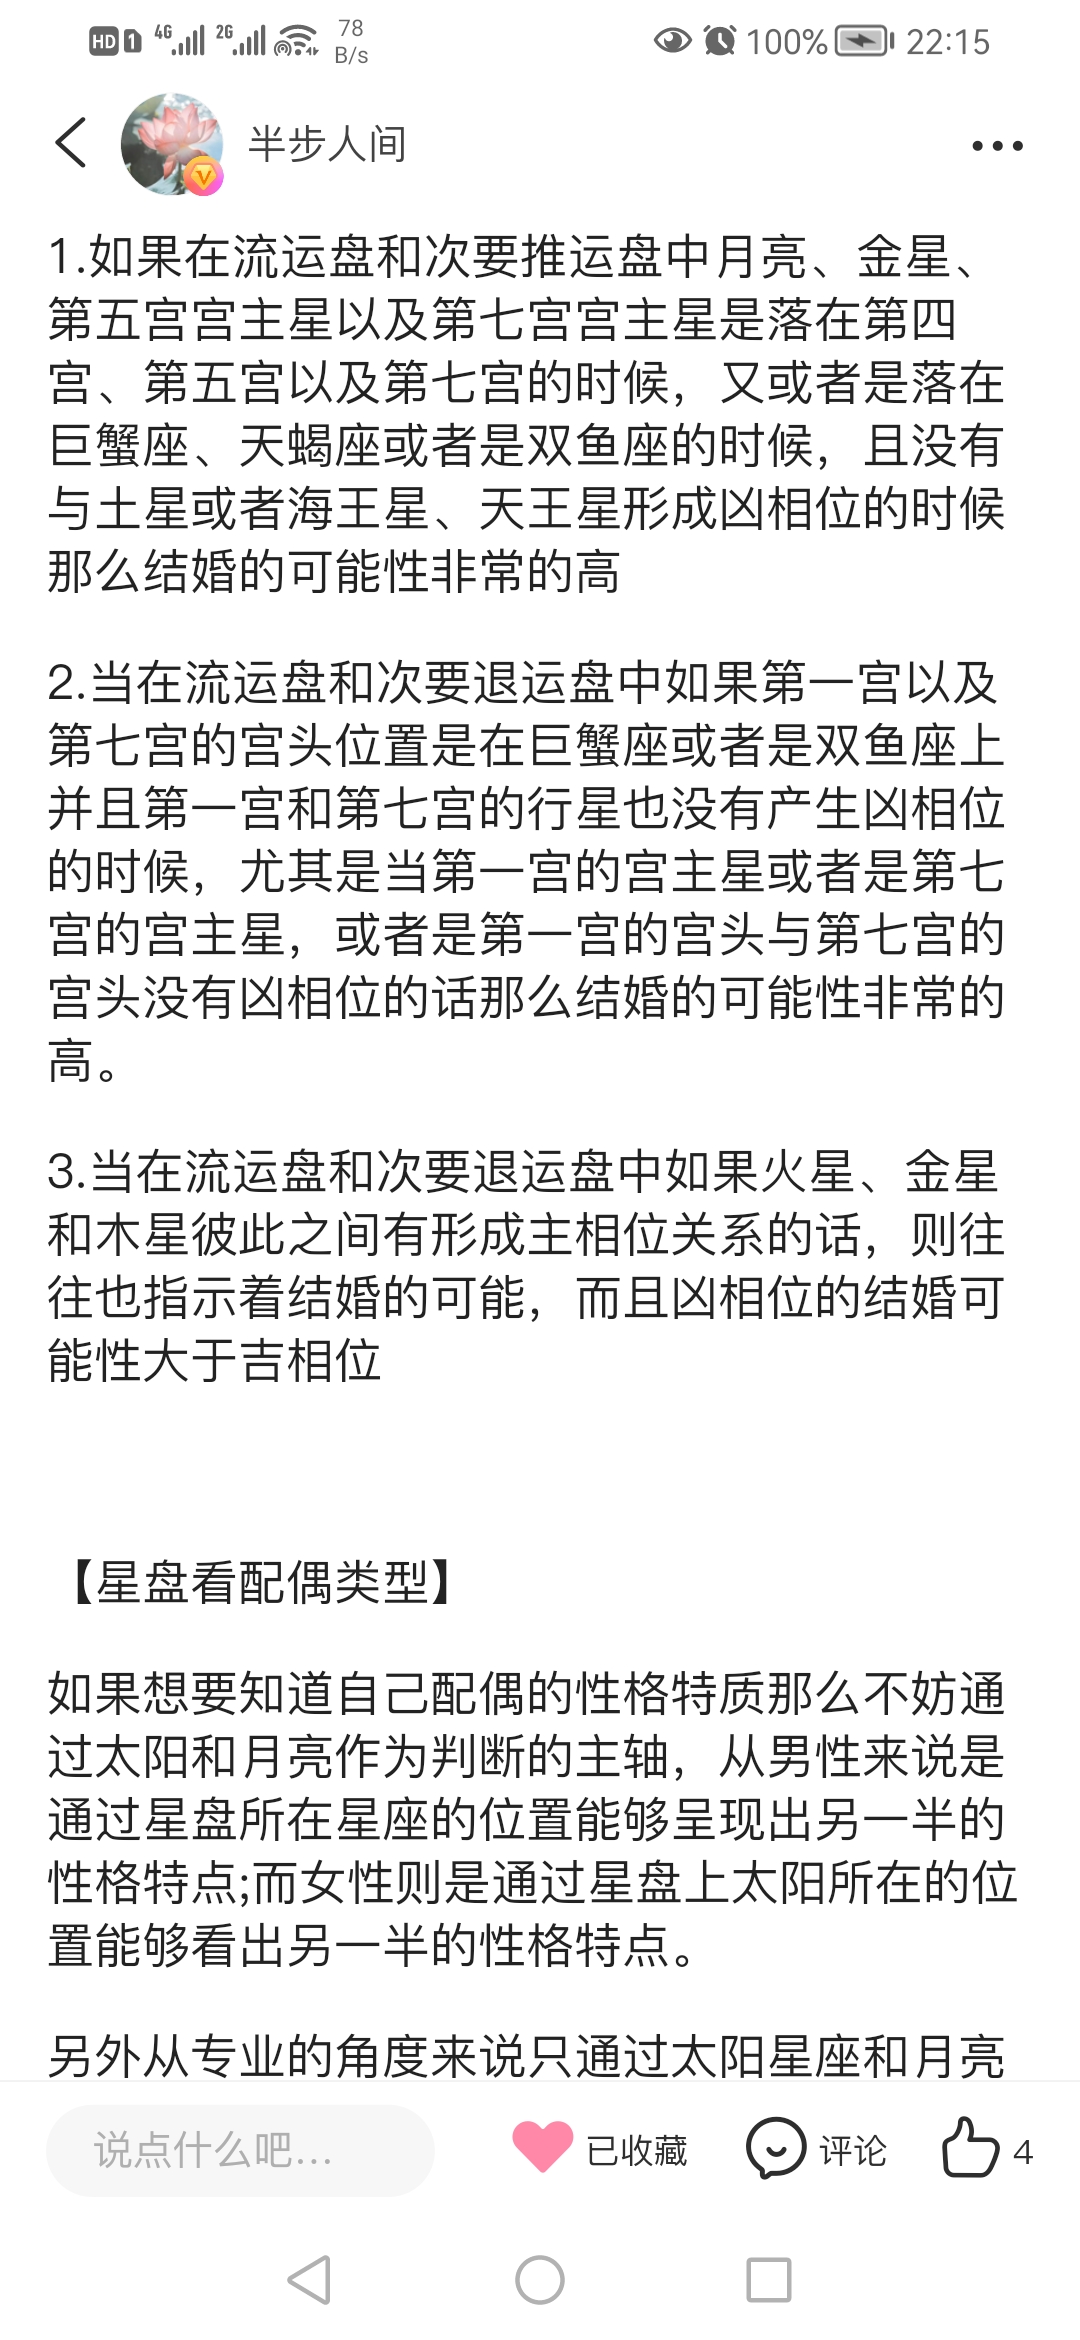 HD 1 4G 2G 78 B/s 100% 22:15
半步人间
1.如果在流运盘和次要推运盘中月亮、金星、
第五宫宫主星以及第七宫宫主星是落在第四
宫、第五宫以及第七宫的时候，又或者是落在
巨蟹座、天蝎座或者是双鱼座的时候，且没有
与土星或者海王星、天王星形成凶相位的时候
那么结婚的可能性非常的高
2.当在流运盘和次要退运盘中如果第一宫以及
第七宫的宫头位置是在巨蟹座或者是双鱼座上
并且第一宫和第七宫的行星也没有产生凶相位
的时候，尤其是当第一宫的宫主星或者是第七
宫的宫主星，或者是第一宫的宫头与第七宫的
宫头没有凶相位的话那么结婚的可能性非常的
高。
3.当在流运盘和次要退运盘中如果火星、金星
和木星彼此之间有形成主相位关系的话，则往
往也指示着结婚的可能，而且凶相位的结婚可
能性大于吉相位
【星盘看配偶类型】
如果想要知道自己配偶的性格特质那么不妨通
过太阳和月亮作为判断的主轴，从男性来说是
通过星盘所在星座的位置能够呈现出另一半的
性格特点;而女性则是通过星盘上太阳所在的位
置能够看出另一半的性格特点。
另外从专业的角度来说只通过太阳星座和月亮
说点什么吧... 已收藏 评论 4